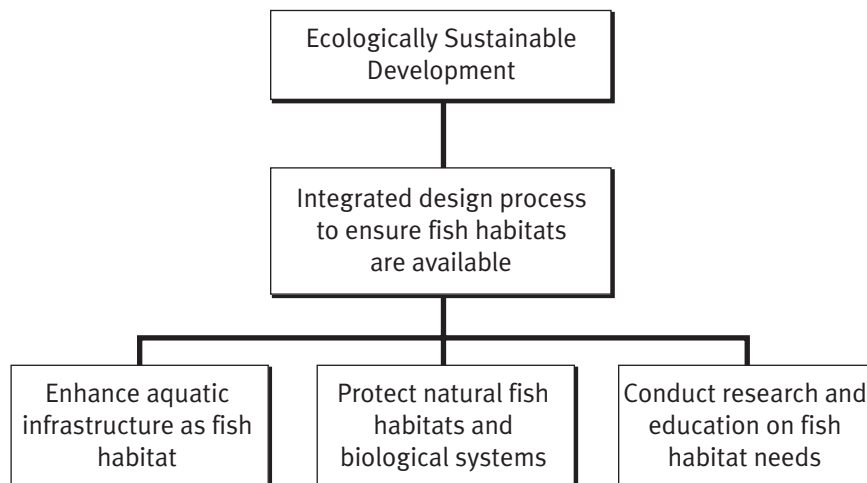 Ecologically Sustainable
Development
Integrated design process
to ensure fish habitats
are available
Enhance aquatic
infrastructure as fish
habitat
Protect natural fish
habitats and
biological systems
Conduct research and
education on fish
habitat needs